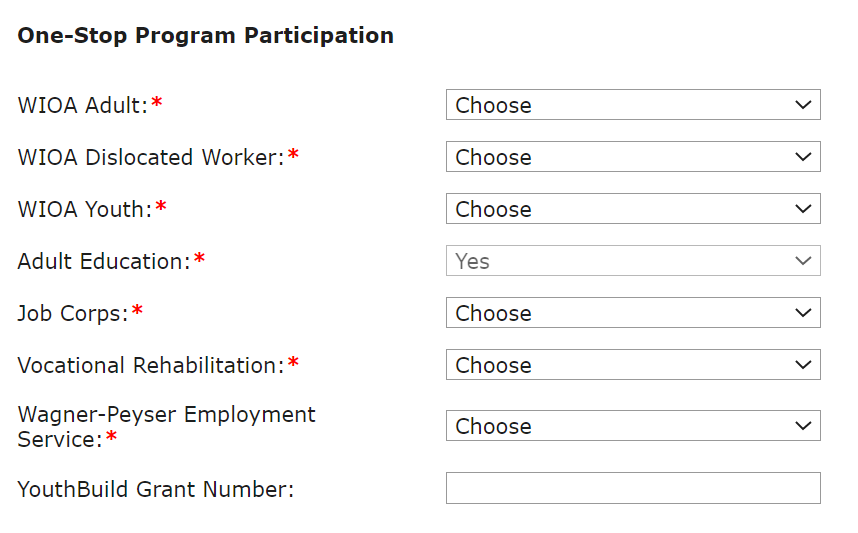 One-Stop Program Participation
WIOA Adult:* Choose
WIOA Dislocated Worker:* Choose
WIOA Youth:* Choose
Adult Education:* Yes
Job Corps:* Choose
Vocational Rehabilitation:* Choose
Wagner-Peyser Employment
Service:* Choose
YouthBuild Grant Number: